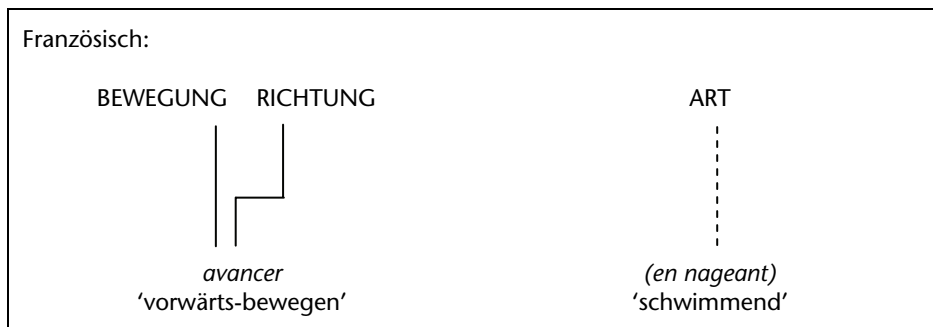 Französisch:
BEWEGUNG RICHTUNG ART
avancer (en nageant)
‘vorwärts-bewegen’ ‘schwimmend’